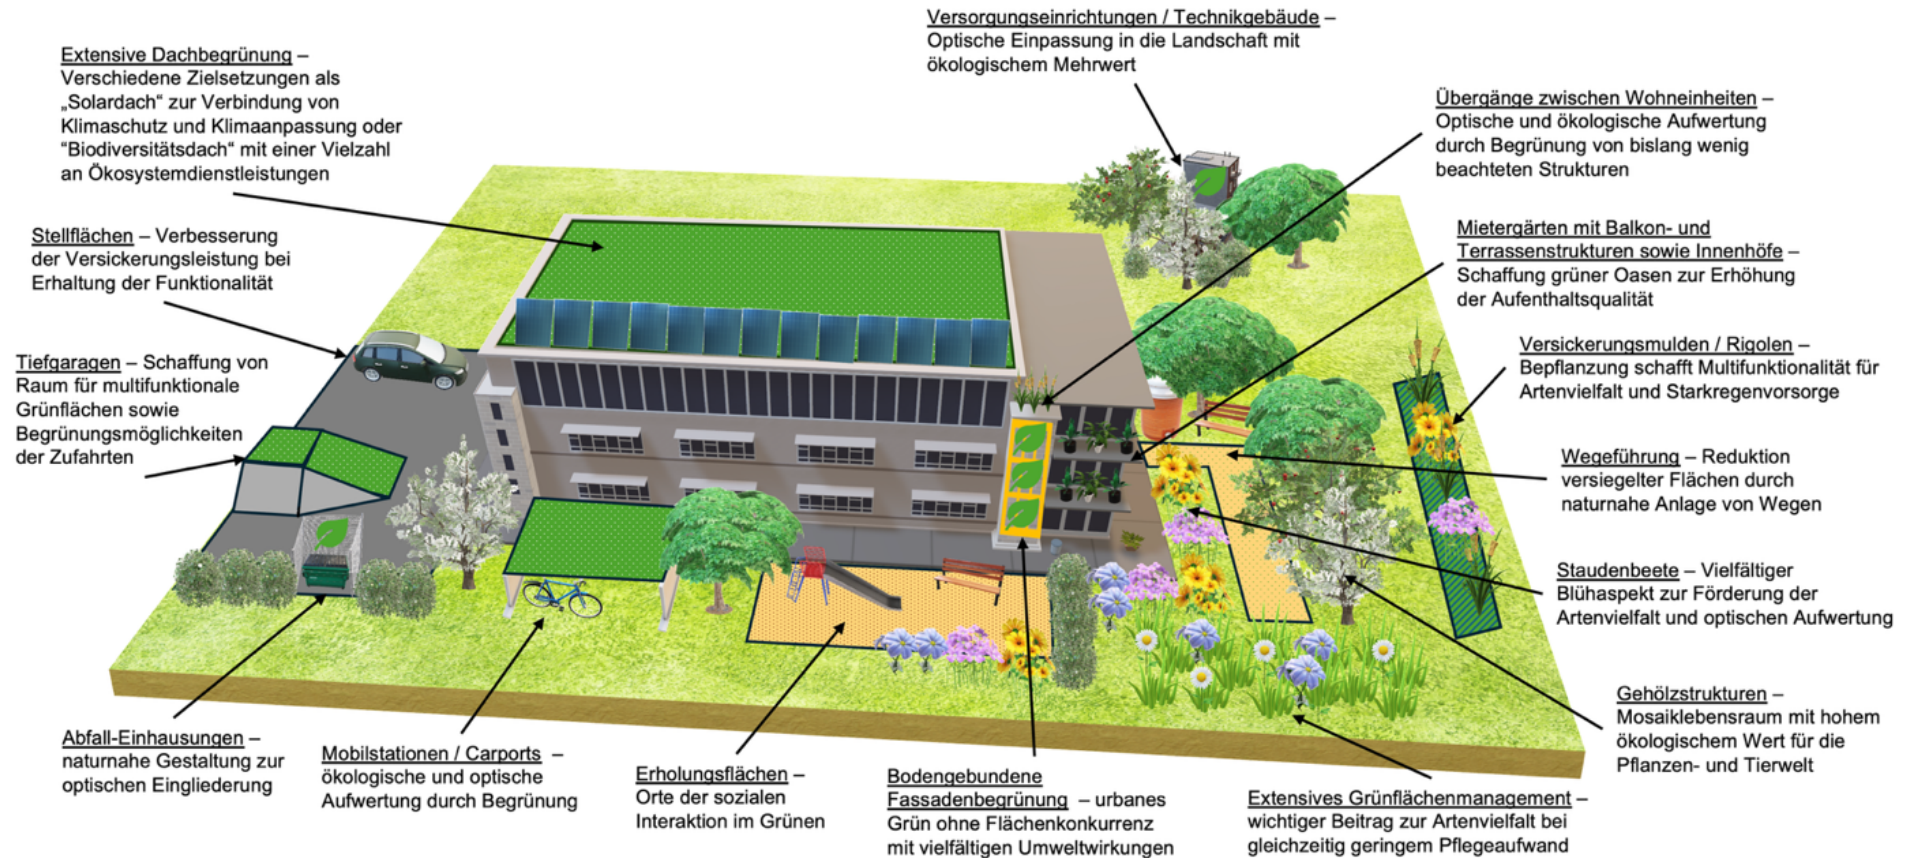 Extensive Dachbegrünung –
Verschiedene Zielsetzungen als
„Solardach“ zur Verbindung von
Klimaschutz und Klimaanpassung oder
“Biodiversitätsdach“ mit einer Vielzahl
an Ökosystemdienstleistungen
Stellflächen – Verbesserung
der Versickerungsleistung bei
Erhaltung der Funktionalität
Tiefgaragen – Schaffung von
Raum für multifunktionale
Grünflächen sowie
Begrünungsmöglichkeiten
der Zufahrten
Abfall-Einhausungen –
naturnahe Gestaltung zur
optischen Eingliederung
Mobilstationen / Carports –
ökologische und optische
Aufwertung durch Begrünung
Erholungsflächen –
Orte der sozialen
Interaktion im Grünen
Bodengebundene
Fassadenbegrünung – urbanes
Grün ohne Flächenkonkurrenz
mit vielfältigen Umweltwirkungen
Extensives Grünflächenmanagement –
wichtiger Beitrag zur Artenvielfalt bei
gleichzeitig geringem Pflegeaufwand
Versorgungseinrichtungen / Technikgebäude –
Optische Einpassung in die Landschaft mit
ökologischem Mehrwert
Übergänge zwischen Wohneinheiten –
Optische und ökologische Aufwertung
durch Begrünung von bislang wenig
beachteten Strukturen
Mietergärten mit Balkon- und
Terrassenstrukturen sowie Innenhöfe –
Schaffung grüner Oasen zur Erhöhung
der Aufenthaltsqualität
Versickerungsmulden / Rigolen –
Bepflanzung schafft Multifunktionalität für
Artenvielfalt und Starkregenvorsorge
Wegeführung – Reduktion
versiegelter Flächen durch
naturnahe Anlage von Wegen
Staudenbeete – Vielfältiger
Blühaspekt zur Förderung der
Artenvielfalt und optischen Aufwertung
Gehölzstrukturen –
Mosaiklebensraum mit hohem
ökologischem Wert für die
Pflanzen- und Tierwelt